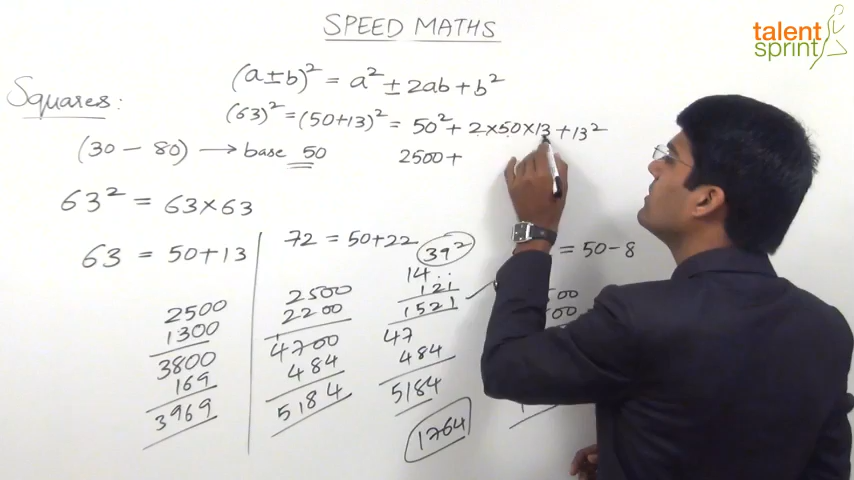 SPEED MATHS
talent
sprint
(a±b)² = a² ± 2ab + b²
Squares:
(63)² = (50+13)² = 50² + 2×50×13 + 13²
(30 - 80) → base 50
2500 +
63² = 63×63
63 = 50+13
2500
1300
3800
169
3969
72 = 50+22
2500
2200
4700
484
5184
39²
14..
121
1521
47
484
5184
1764
= 50-8